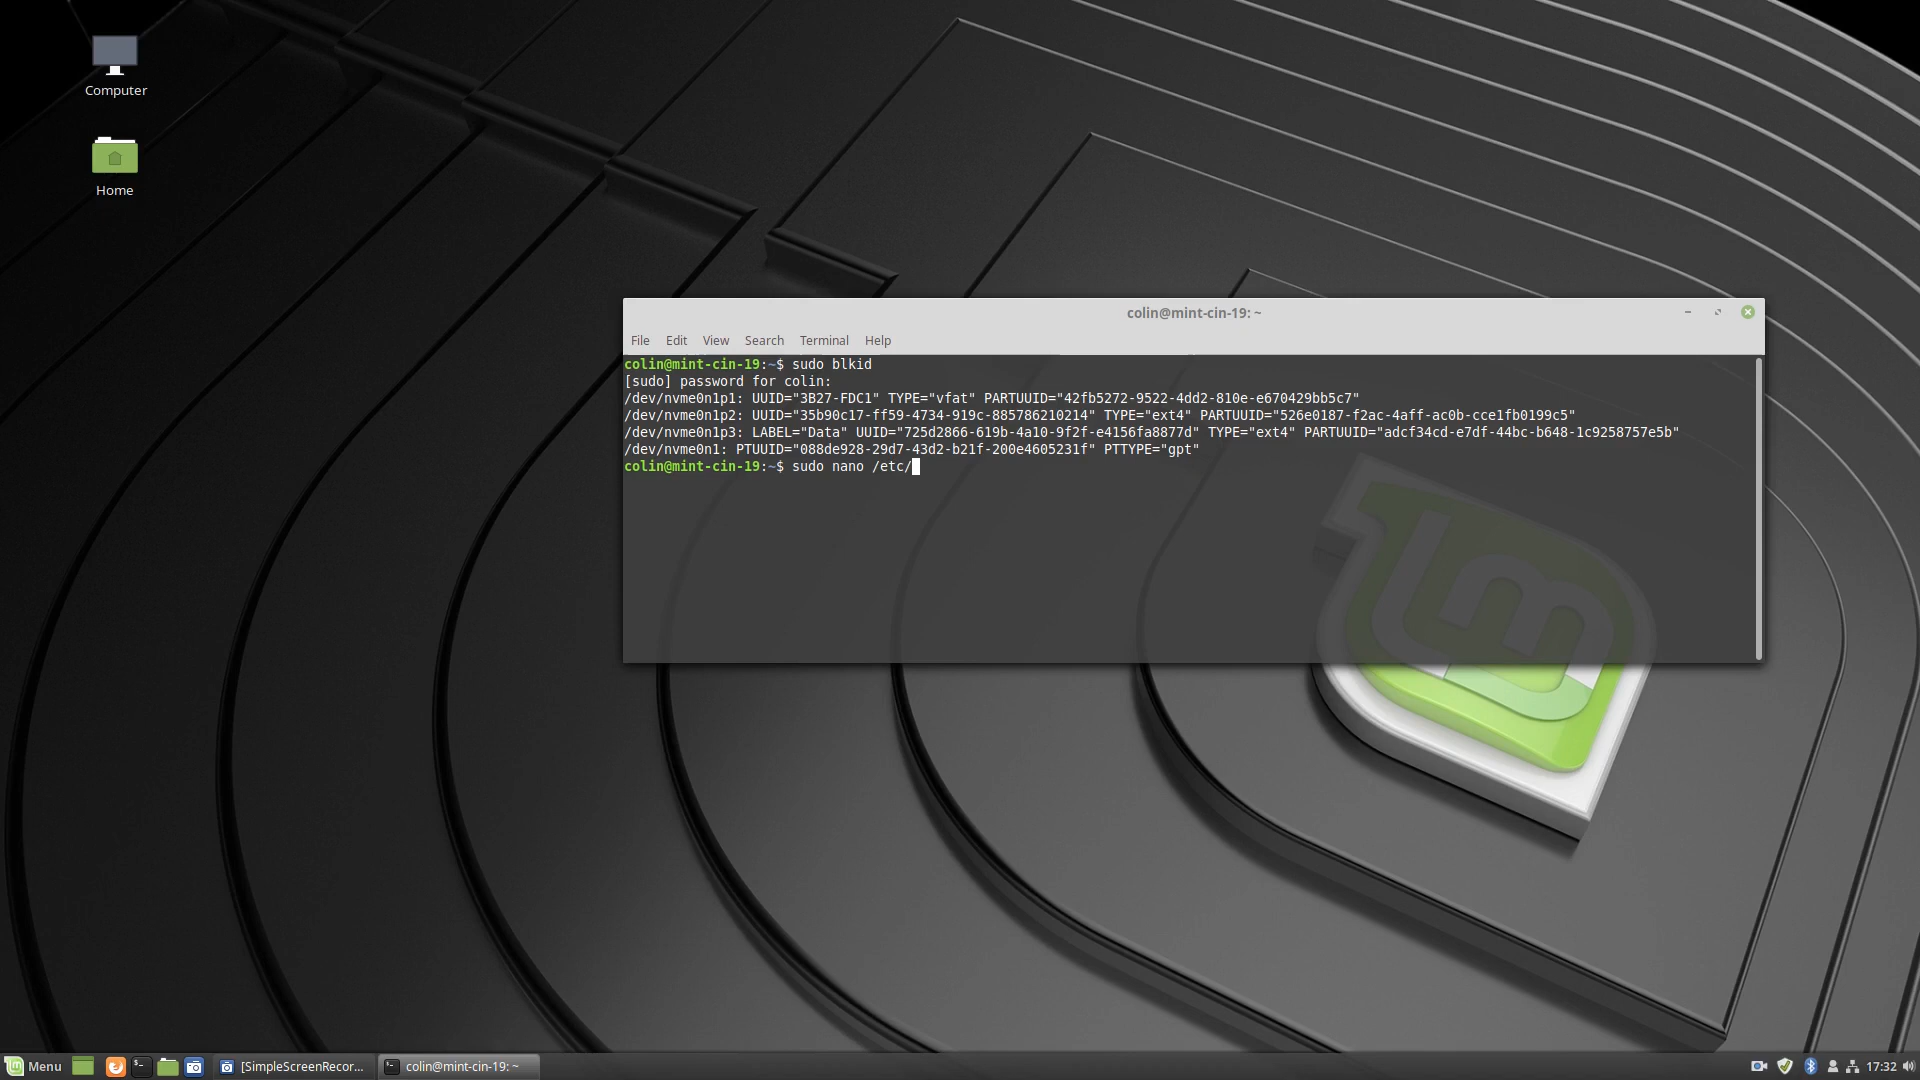 Computer
Home
colin@mint-cin-19: ~
File Edit View Search Terminal Help
colin@mint-cin-19:~$ sudo blkid
[sudo] password for colin:
/dev/nvme0n1p1: UUID="3B27-FDC1" TYPE="vfat" PARTUUID="42fb5272-9522-4dd2-810e-e670429bb5c7"
/dev/nvme0n1p2: UUID="35b90c17-ff59-4734-919c-885786210214" TYPE="ext4" PARTUUID="526e0187-f2ac-4aff-ac0b-cce1fb0199c5"
/dev/nvme0n1p3: LABEL="Data" UUID="725d2866-619b-4a10-9f2f-e4156fa8877d" TYPE="ext4" PARTUUID="adcf34cd-e7df-44bc-b648-1c9258757e5b"
/dev/nvme0n1: PTUUID="088de928-29d7-43d2-b21f-200e4605231f" PTTYPE="gpt"
colin@mint-cin-19:~$ sudo nano /etc/
Menu [SimpleScreenRecor... colin@mint-cin-19: ~ 17:32